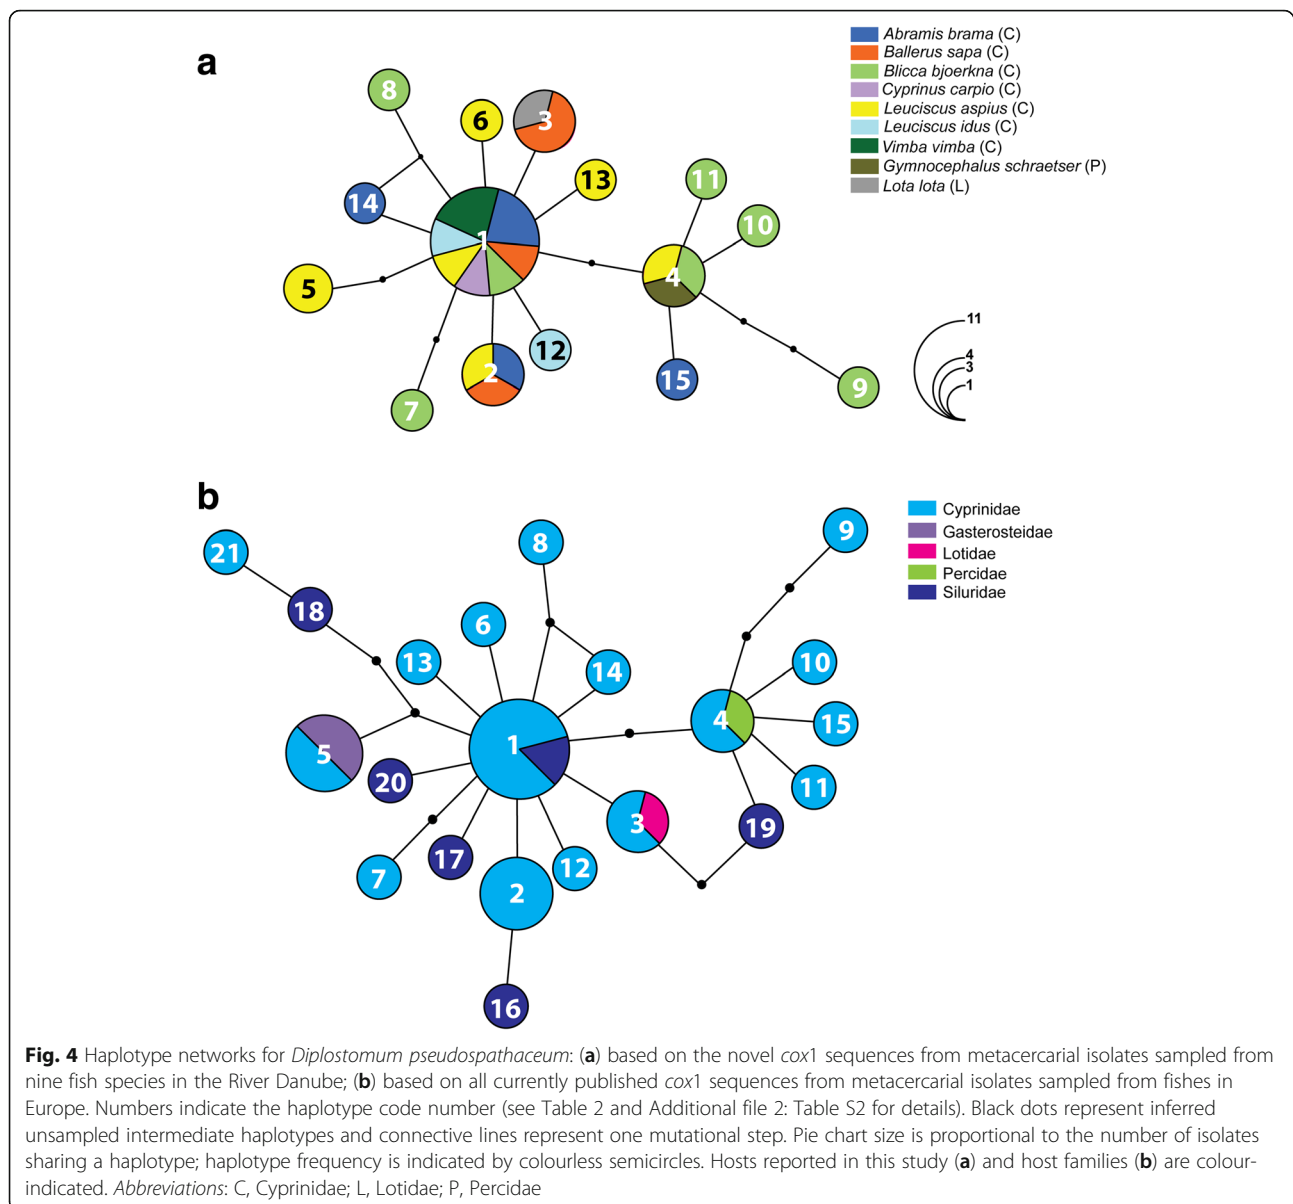 a
Abramis brama (C)
Ballerus sapa (C)
Blicca bjoerkna (C)
Cyprinus carpio (C)
Leuciscus aspius (C)
Leuciscus idus (C)
Vimba vimba (C)
Gymnocephalus schraetser (P)
Lota lota (L)
8
6
3
14
13
11
10
1
4
5
12
2
15
7
9
11
4
3
1
b
Cyprinidae
Gasterosteidae
Lotidae
Percidae
Siluridae
21
8
9
18
6
13
14
10
4
15
1
5
20
11
3
19
17
7
12
2
16
Fig. 4 Haplotype networks for Diplostomum pseudospathaceum: (a) based on the novel cox1 sequences from metacercarial isolates sampled from
nine fish species in the River Danube; (b) based on all currently published cox1 sequences from metacercarial isolates sampled from fishes in
Europe. Numbers indicate the haplotype code number (see Table 2 and Additional file 2: Table S2 for details). Black dots represent inferred
unsampled intermediate haplotypes and connective lines represent one mutational step. Pie chart size is proportional to the number of isolates
sharing a haplotype; haplotype frequency is indicated by colourless semicircles. Hosts reported in this study (a) and host families (b) are colour-
indicated. Abbreviations: C, Cyprinidae; L, Lotidae; P, Percidae